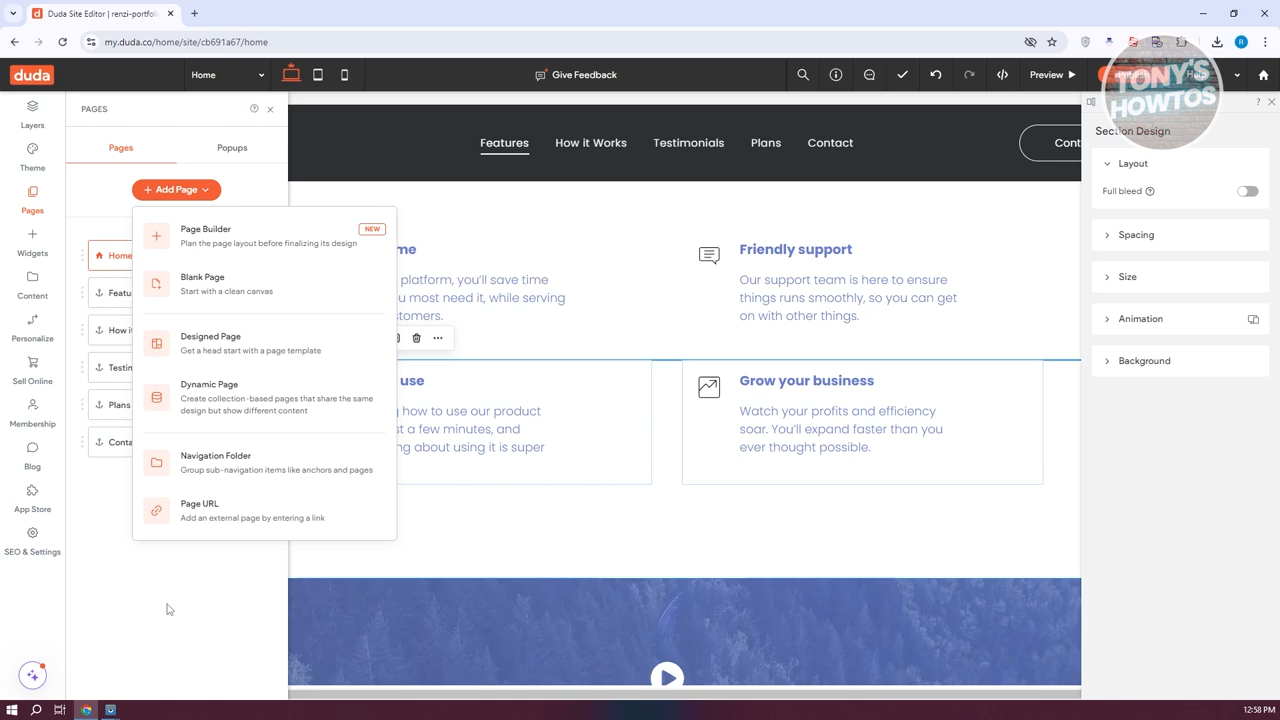 Duda Site Editor | renzi-portfolio
my.duda.co/home/site/cb691a67/home
R
duda
Home
Give Feedback
Preview
Help
TONY'S
HOWTOS
PAGES
Pages
Popups
Add Page
Layers
Theme
Pages
Widgets
Content
Personalize
Sell Online
Membership
Blog
App Store
SEO & Settings
Home
Featu
How i
Testin
Plans
Conta
Page Builder
NEW
Plan the page layout before finalizing its design
Blank Page
Start with a clean canvas
Designed Page
Get a head start with a page template
Dynamic Page
Create collection-based pages that share the same
design but show different content
Navigation Folder
Group sub-navigation items like anchors and pages
Page URL
Add an external page by entering a link
Features
How it Works
Testimonials
Plans
Contact
Cont
me
platform, you'll save time
u most need it, while serving
stomers.
Friendly support
Our support team is here to ensure
things runs smoothly, so you can get
on with other things.
use
g how to use our product
st a few minutes, and
ng about using it is super
Grow your business
Watch your profits and efficiency
soar. You'll expand faster than you
ever thought possible.
Section Design
Layout
Full bleed
Spacing
Size
Animation
Background
12:58 PM